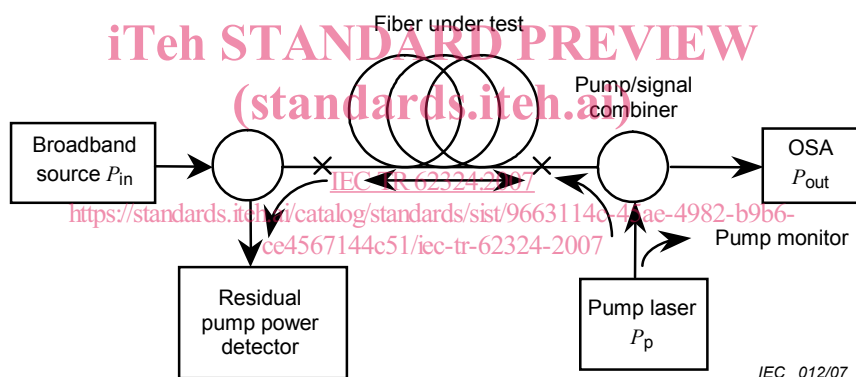 Fiber under test
iTeh STANDARD PREVIEW
(standards.iteh.ai)
Pump/signal
combiner
Broadband
source Pin
OSA
Pout
IEC TR 62324:2007
https://standards.iteh.ai/catalog/standards/sist/9663114c-45ae-4982-b9b6-
ce4567144c51/iec-tr-62324-2007
Pump monitor
Residual
pump power
detector
Pump laser
Pp
IEC 012/07